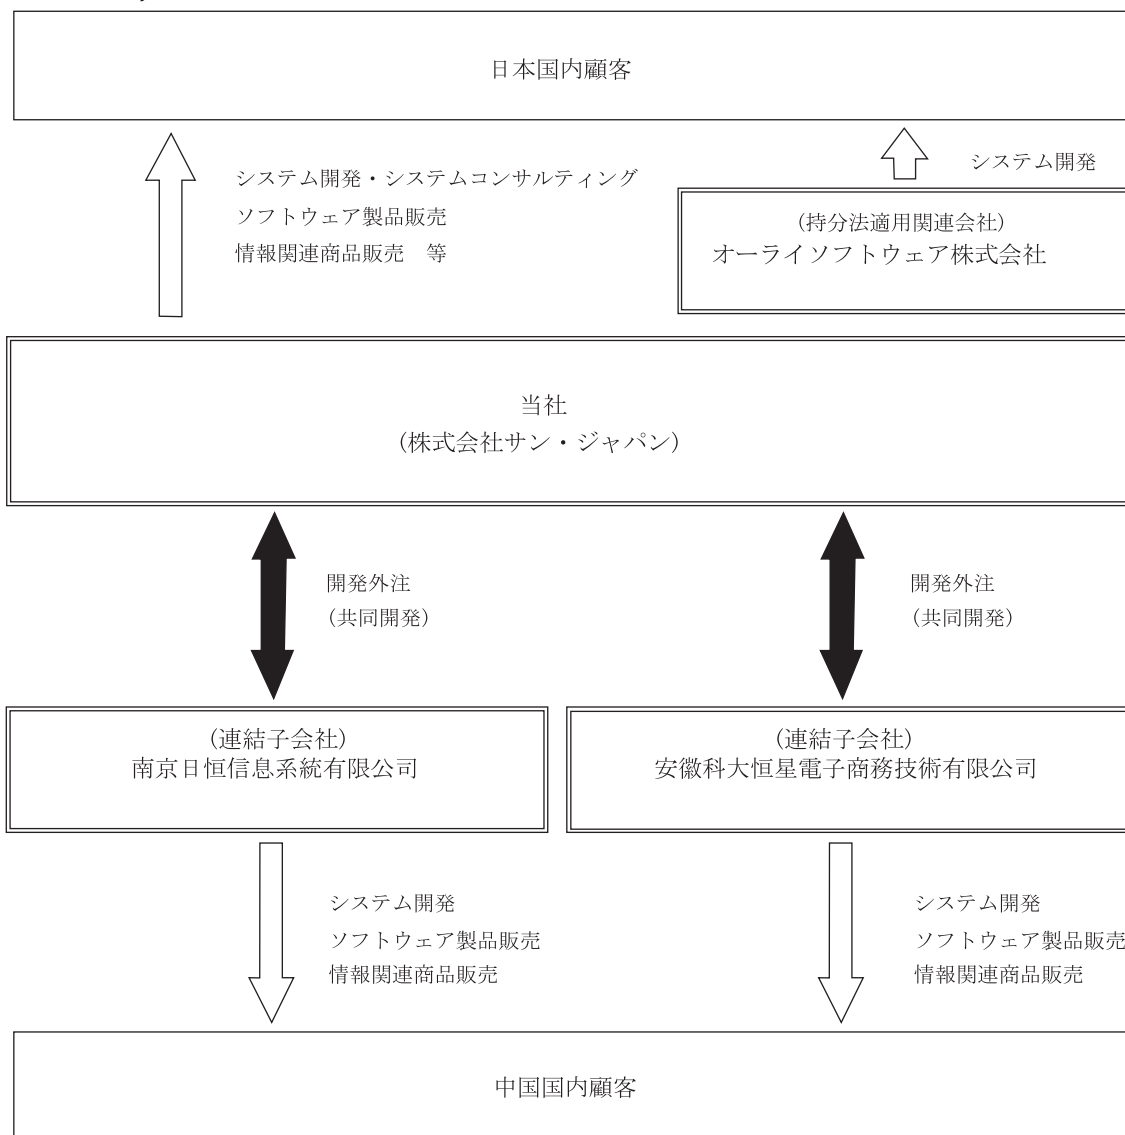 日本国内顧客
システム開発・システムコンサルティング
ソフトウェア製品販売
情報関連商品販売　等
システム開発
(持分法適用関連会社)
オーライソフトウェア株式会社
当社
(株式会社サン・ジャパン)
開発外注
(共同開発)
開発外注
(共同開発)
(連結子会社)
南京日恒信息系統有限公司
(連結子会社)
安徽科大恒星電子商務技術有限公司
システム開発
ソフトウェア製品販売
情報関連商品販売
システム開発
ソフトウェア製品販売
情報関連商品販売
中国国内顧客